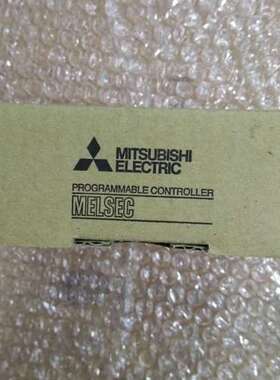 MITSUBISHI
ELECTRIC
PROGRAMMABLE CONTROLLER
MELSEC